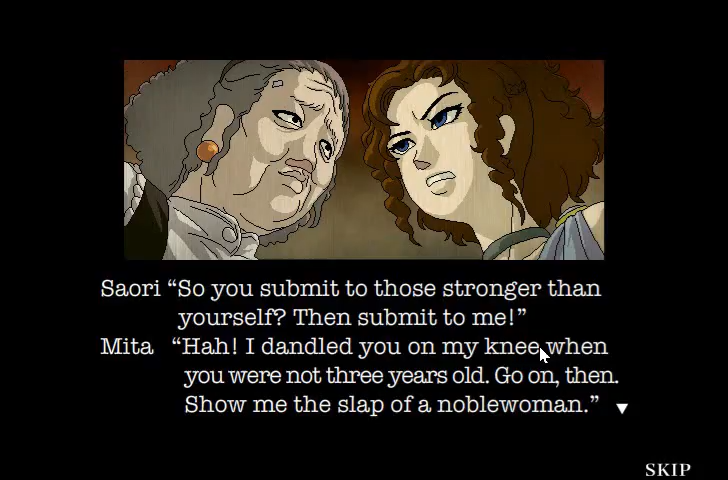 Saori “So you submit to those stronger than
yourself? Then submit to me!”
Mita “Hah! I dandled you on my knee when
you were not three years old. Go on, then.
Show me the slap of a noblewoman.”
SKIP